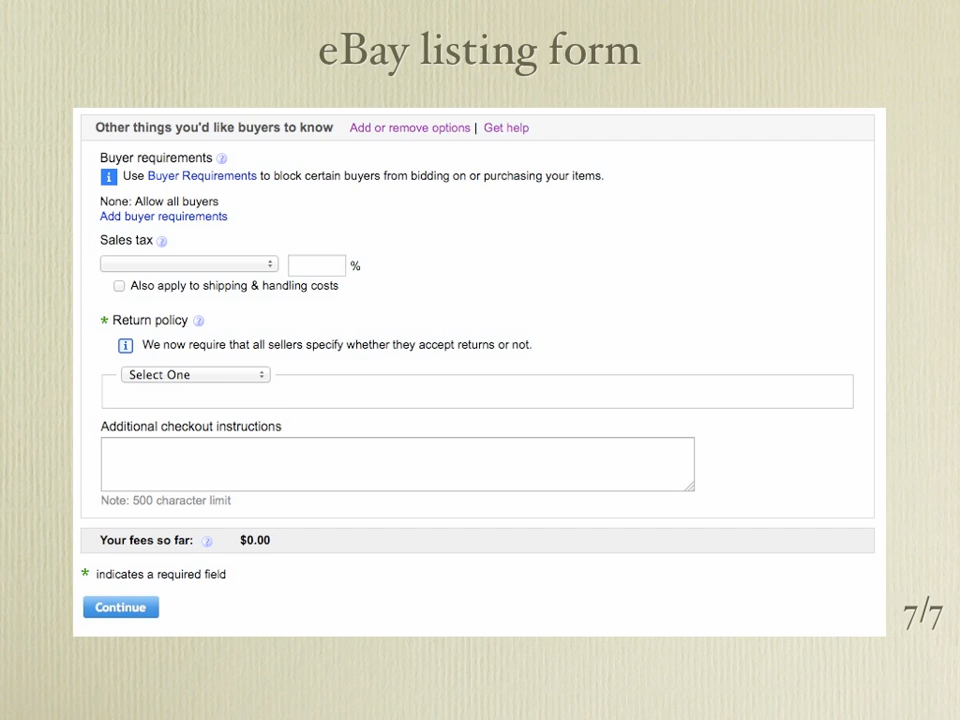 eBay listing form
Other things you'd like buyers to know Add or remove options | Get help
Buyer requirements ?
i Use Buyer Requirements to block certain buyers from bidding on or purchasing your items.
None: Allow all buyers
Add buyer requirements
Sales tax ?
%
Also apply to shipping & handling costs
* Return policy ?
i We now require that all sellers specify whether they accept returns or not.
Select One
Additional checkout instructions
Note: 500 character limit
Your fees so far: ? $0.00
* indicates a required field
Continue
7/7